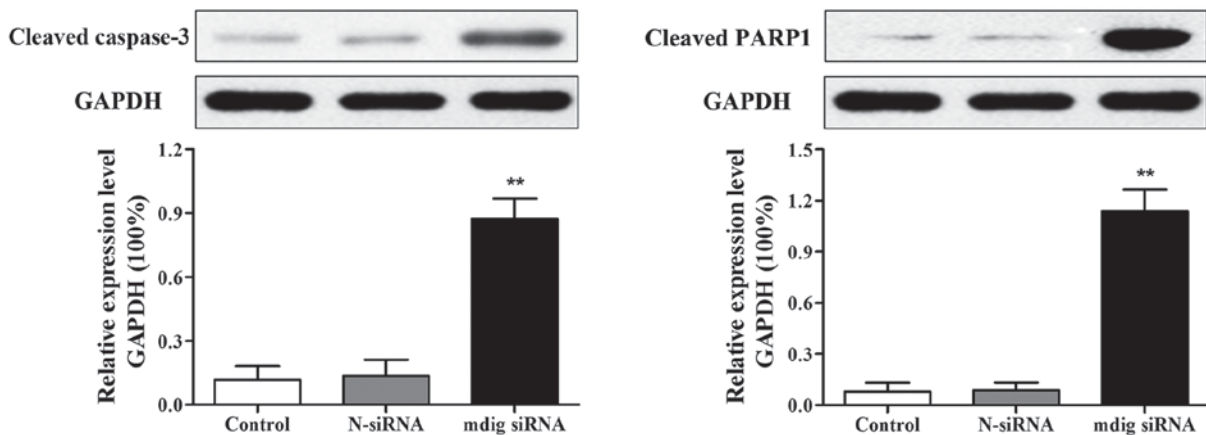 Cleaved caspase-3
GAPDH
Relative expression level
GAPDH (100%)
1.2
0.9
0.6
0.3
0.0
**
Control N-siRNA mdig siRNA
Cleaved PARP1
GAPDH
Relative expression level
GAPDH (100%)
1.5
1.2
0.9
0.6
0.3
0.0
**
Control N-siRNA mdig siRNA